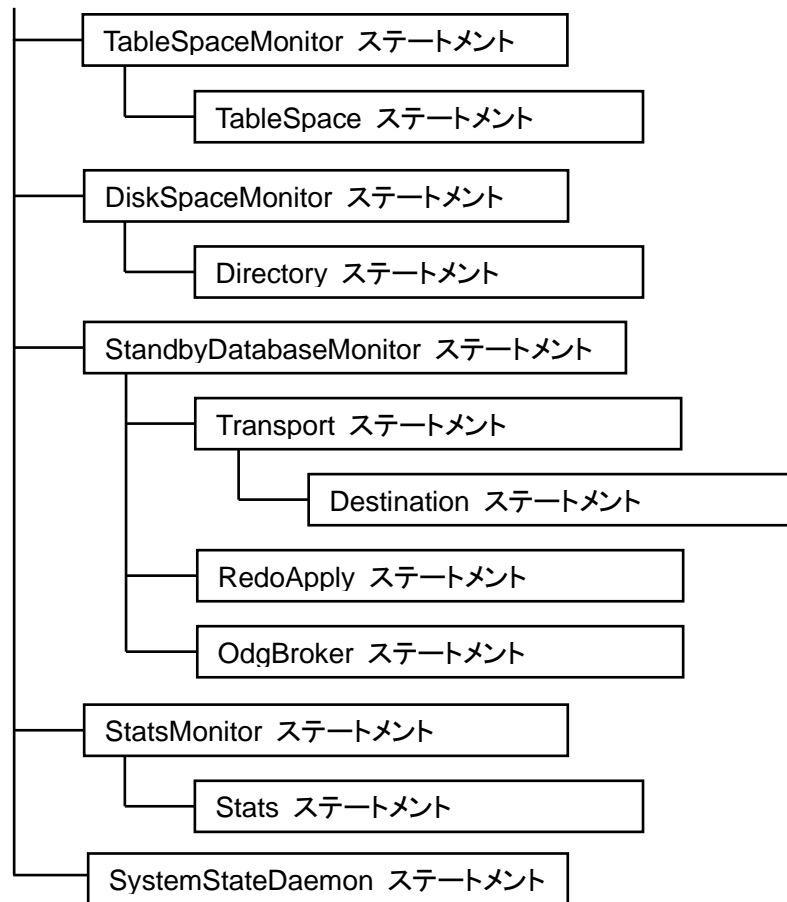 TableSpaceMonitor ステートメント
TableSpace ステートメント
DiskSpaceMonitor ステートメント
Directory ステートメント
StandbyDatabaseMonitor ステートメント
Transport ステートメント
Destination ステートメント
RedoApply ステートメント
OdgBroker ステートメント
StatsMonitor ステートメント
Stats ステートメント
SystemStateDaemon ステートメント